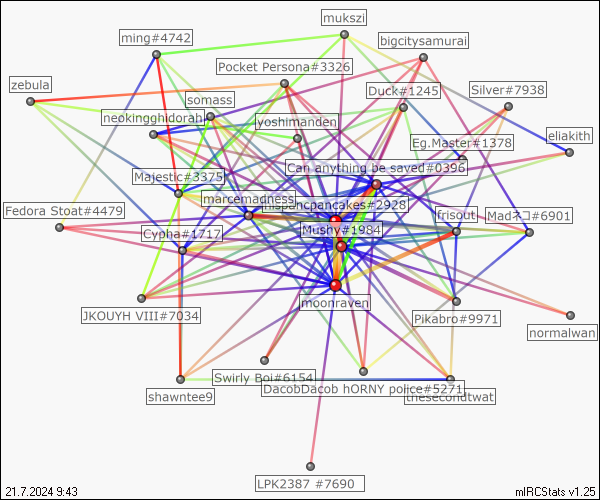 mukszi
ming#4742
bigcitysamurai
Pocket Persona#3326
zebula
Duck#1245
Silver#7938
somass
neokingghidorah
yoshimanden
Eg.Master#1378
eliakith
Can anything be saved#0396
Majestic#3375
marcemadness
ncpancakes#2928
Fedora Stoat#4479
frisout
Madネコ#6901
Cypha#1717
Mushy#1984
moonraven
JKOUYH VIII#7034
Pikabro#9971
normalwan
Swirly Boi#6154
DacobDacob hORNY police#5271
shawntee9
thesecondtwat
LPK2387 #7690
21.7.2024 9:43
mIRCStats v1.25